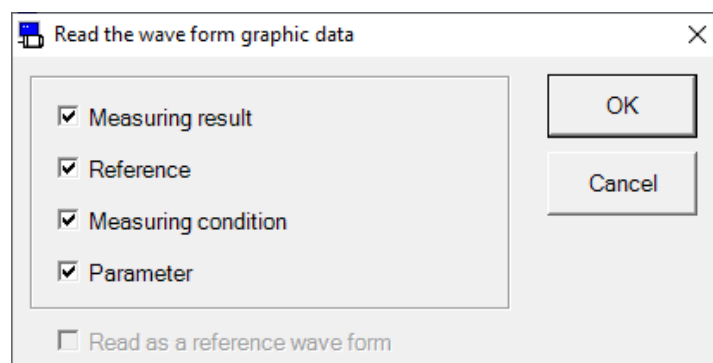 Read the wave form graphic data
Measuring result
Reference
Measuring condition
Parameter
Read as a reference wave form
OK
Cancel